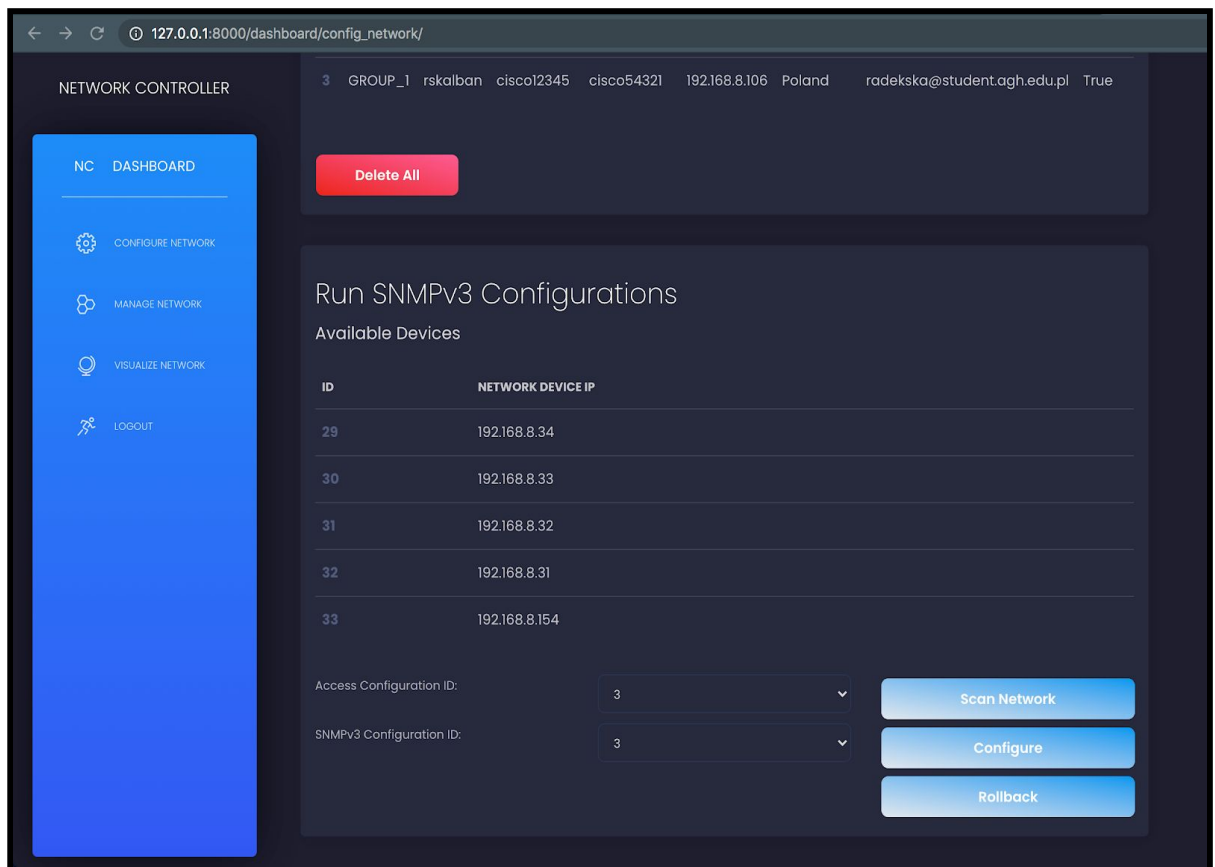 127.0.0.1:8000/dashboard/config_network/
NETWORK CONTROLLER
NC DASHBOARD
CONFIGURE NETWORK
MANAGE NETWORK
VISUALIZE NETWORK
LOGOUT
3 GROUP_1 rskalban cisco12345 cisco54321 192.168.8.106 Poland radekska@student.agh.edu.pl True
Delete All
Run SNMPv3 Configurations
Available Devices
ID NETWORK DEVICE IP
29 192.168.8.34
30 192.168.8.33
31 192.168.8.32
32 192.168.8.31
33 192.168.8.154
Access Configuration ID: 3 Scan Network
SNMPv3 Configuration ID: 3 Configure
Rollback